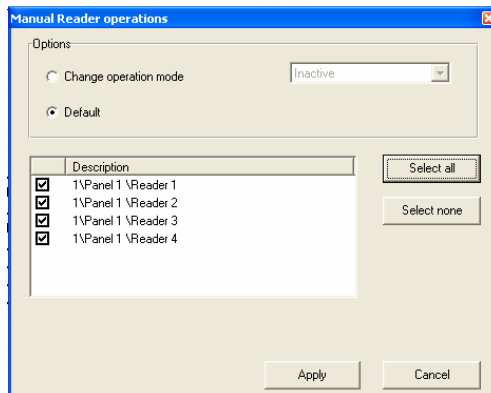 Manual Reader operations
Options
Change operation mode
Inactive
Default
Description
Select all
1\Panel 1 \Reader 1
1\Panel 1 \Reader 2
Select none
1\Panel 1 \Reader 3
1\Panel 1 \Reader 4
Apply
Cancel